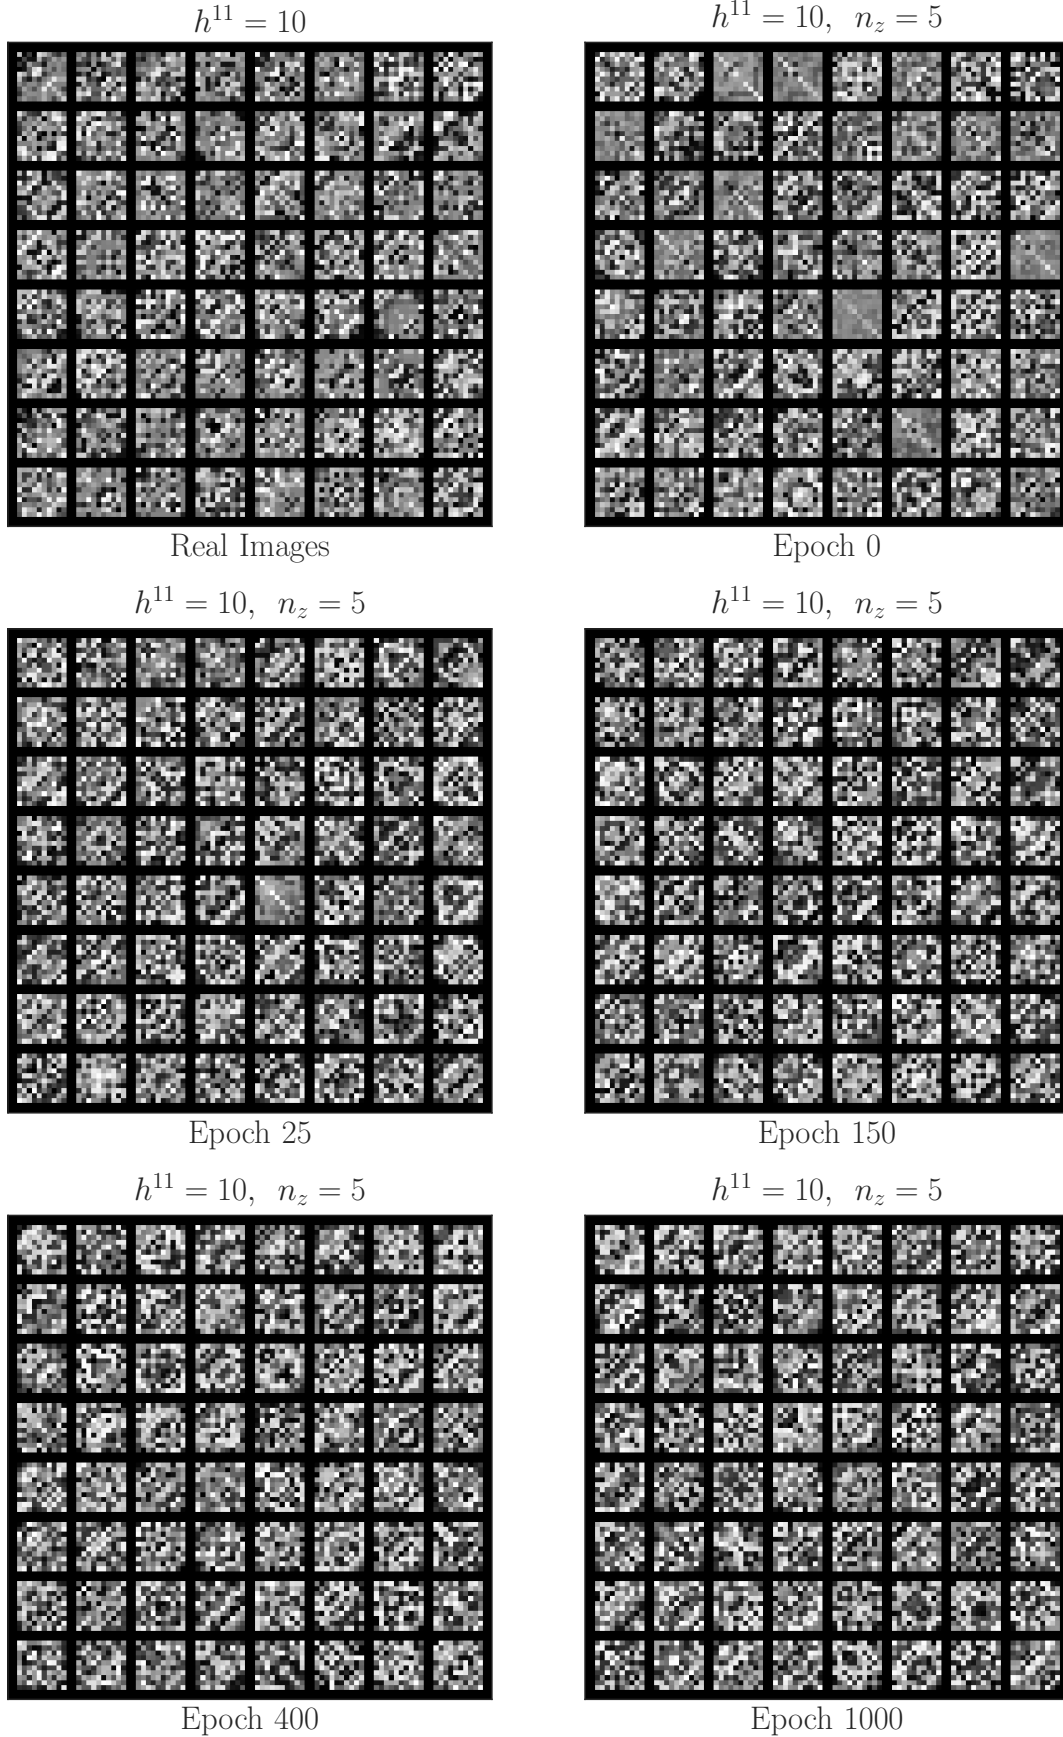 h¹¹ = 10
h¹¹ = 10, n_z = 5
Real Images
Epoch 0
h¹¹ = 10, n_z = 5
h¹¹ = 10, n_z = 5
Epoch 25
Epoch 150
h¹¹ = 10, n_z = 5
h¹¹ = 10, n_z = 5
Epoch 400
Epoch 1000